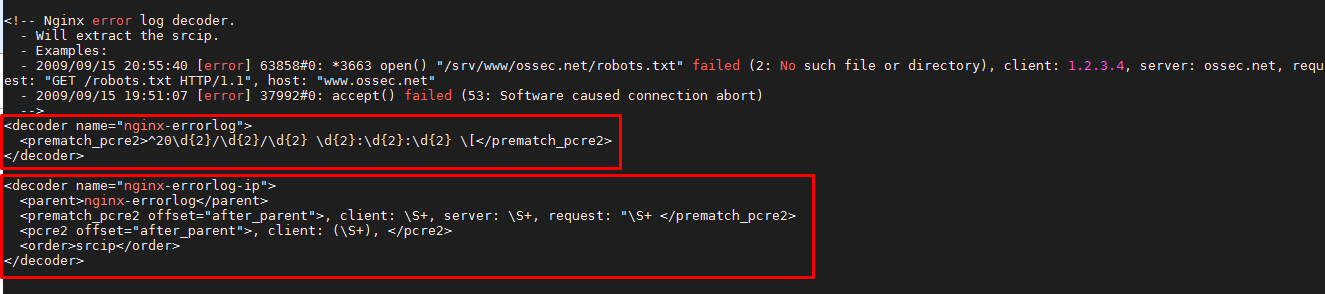 <!-- Nginx error log decoder.
- Will extract the srcip.
- Examples:
- 2009/09/15 20:55:40 [error] 63858#0: *3663 open() "/srv/www/ossec.net/robots.txt" failed (2: No such file or directory), client: 1.2.3.4, server: ossec.net, requ
est: "GET /robots.txt HTTP/1.1", host: "www.ossec.net"
- 2009/09/15 19:51:07 [error] 37992#0: accept() failed (53: Software caused connection abort)
-->
<decoder name="nginx-errorlog">
<prematch_pcre2>^20\d{2}/\d{2}/\d{2} \d{2}:\d{2}:\d{2} \[</prematch_pcre2>
</decoder>
<decoder name="nginx-errorlog-ip">
<parent>nginx-errorlog</parent>
<prematch_pcre2 offset="after_parent">, client: \S+, server: \S+, request: "\S+ </prematch_pcre2>
<pcre2 offset="after_parent">, client: (\S+), </pcre2>
<order>srcip</order>
</decoder>